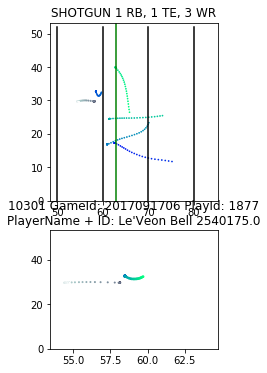 SHOTGUN 1 RB, 1 TE, 3 WR
50
40
30
20
10
0
50 60 70 80
10301 GameId: 2017091706 PlayId: 1877
PlayerName + ID: Le'Veon Bell 2540175.0
40
20
0
55.0 57.5 60.0 62.5